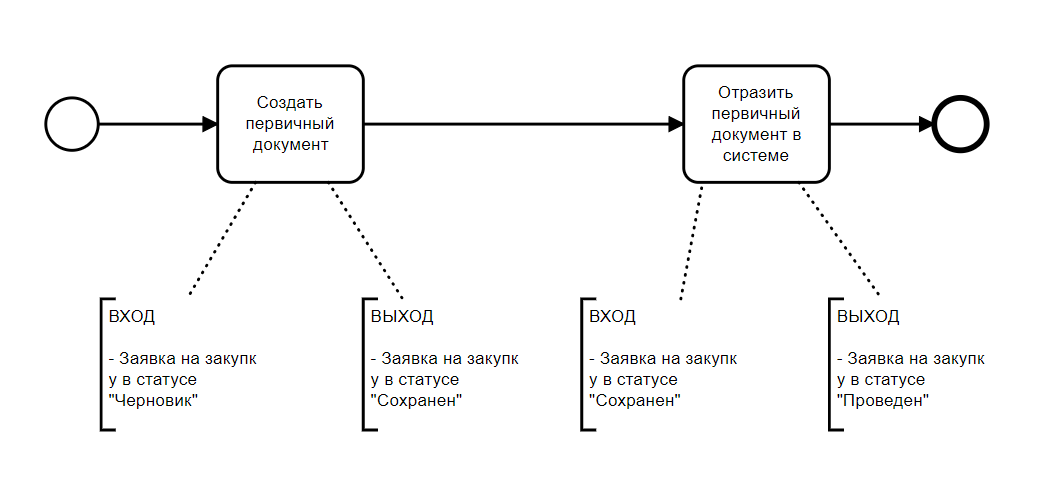 Создать
первичный
документ
Отразить
первичный
документ в
системе
ВХОД
- Заявка на закупк
у в статусе
"Черновик"
ВЫХОД
- Заявка на закупк
у в статусе
"Сохранен"
ВХОД
- Заявка на закупк
у в статусе
"Сохранен"
ВЫХОД
- Заявка на закупк
у в статусе
"Проведен"